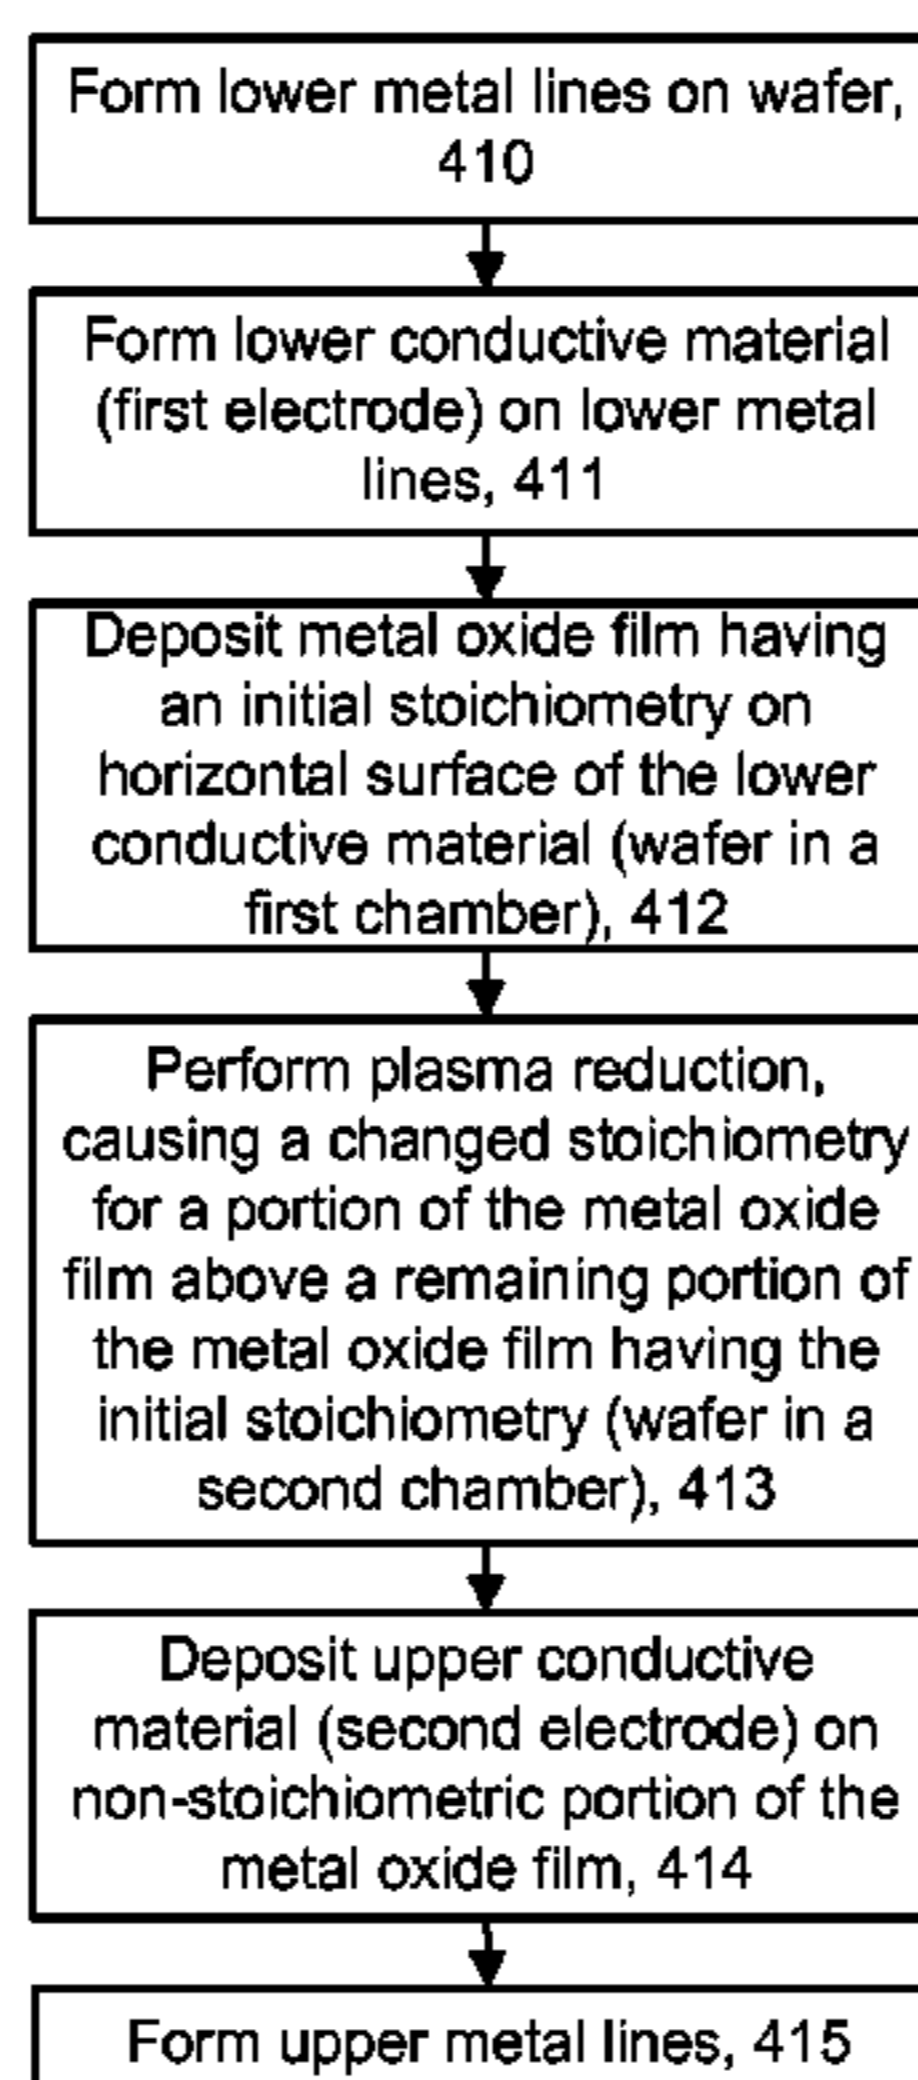 Form lower metal lines on wafer,
410
Form lower conductive material
(first electrode) on lower metal
lines, 411
Deposit metal oxide film having
an initial stoichiometry on
horizontal surface of the lower
conductive material (wafer in a
first chamber), 412
Perform plasma reduction,
causing a changed stoichiometry
for a portion of the metal oxide
film above a remaining portion of
the metal oxide film having the
initial stoichiometry (wafer in a
second chamber), 413
Deposit upper conductive
material (second electrode) on
non-stoichiometric portion of the
metal oxide film, 414
Form upper metal lines, 415